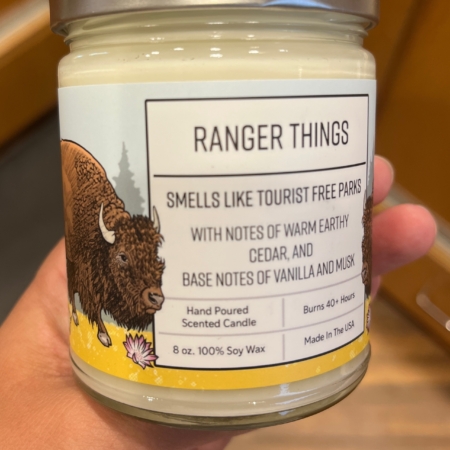 RANGER THINGS
SMELLS LIKE TOURIST FREE PARKS
WITH NOTES OF WARM EARTHY
CEDAR, AND
BASE NOTES OF VANILLA AND MUSK
Hand Poured
Scented Candle
Burns 40+ Hours
8 oz. 100% Soy Wax
Made In The USA